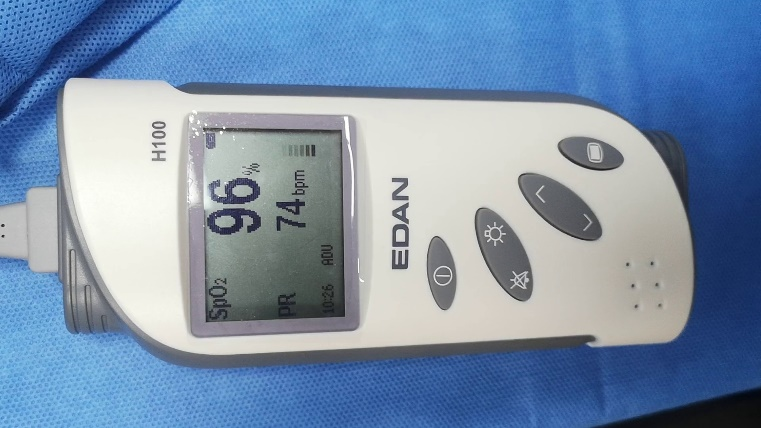 H100
SpO2 96%
PR 74 bpm
10:26 ADU
EDAN